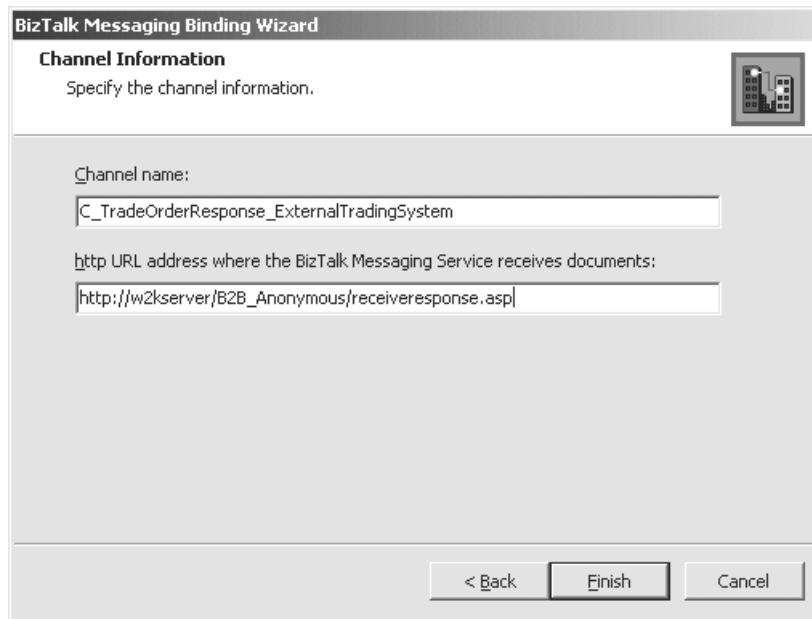 BizTalk Messaging Binding Wizard
Channel Information
Specify the channel information.
Channel name:
C_TradeOrderResponse_ExternalTradingSystem
http URL address where the BizTalk Messaging Service receives documents:
http://w2kserver/B2B_Anonymous/receiveresponse.asp
< Back
Finish
Cancel